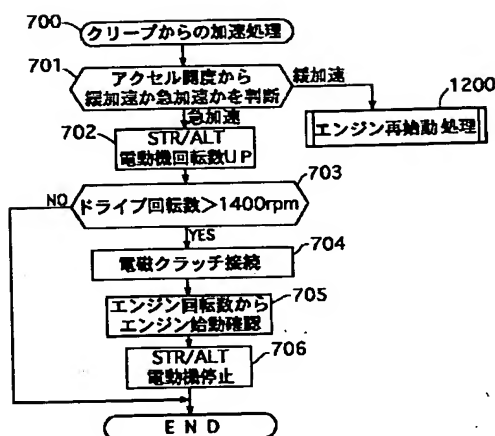 700
クリープからの加速処理
701
アクセル開度から
緩加速か急加速かを判断
緩加速
1200
エンジン再始動処理
急加速
702
STR/ALT
電動機回転数UP
703
NO
ドライブ回転数>1400rpm
YES
704
電磁クラッチ接続
705
エンジン回転数から
エンジン始動確認
706
STR/ALT
電動機停止
END